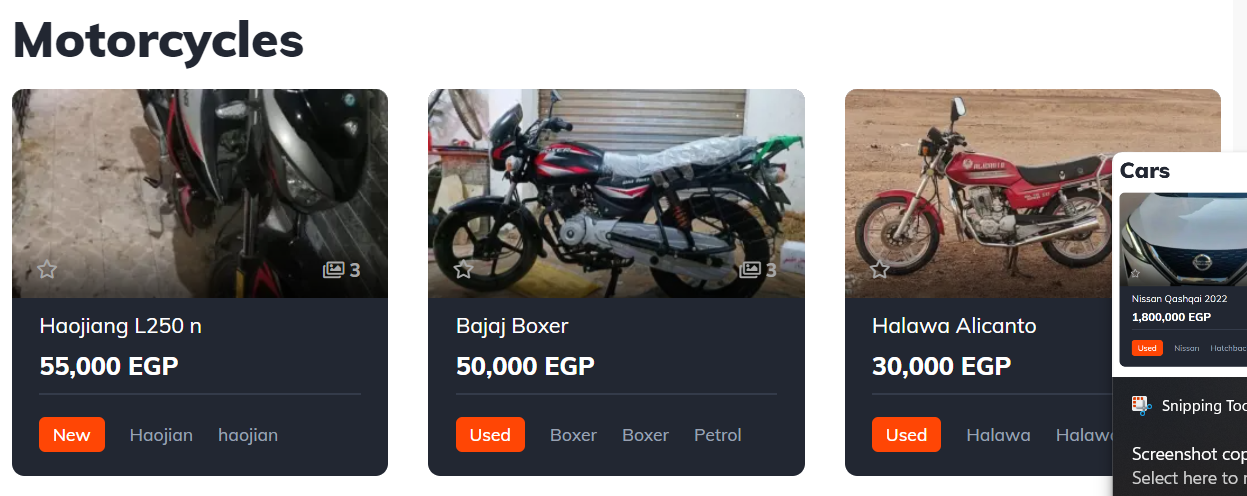 Motorcycles
3
Haojiang L250 n
55,000 EGP
New Haojian haojian
3
Bajaj Boxer
50,000 EGP
Used Boxer Boxer Petrol
Halawa Alicanto
30,000 EGP
Used Halawa Halaw
Cars
Nissan Qashqai 2022
1,800,000 EGP
Used Nissan Hatchbac
Snipping Too
Screenshot cop
Select here to